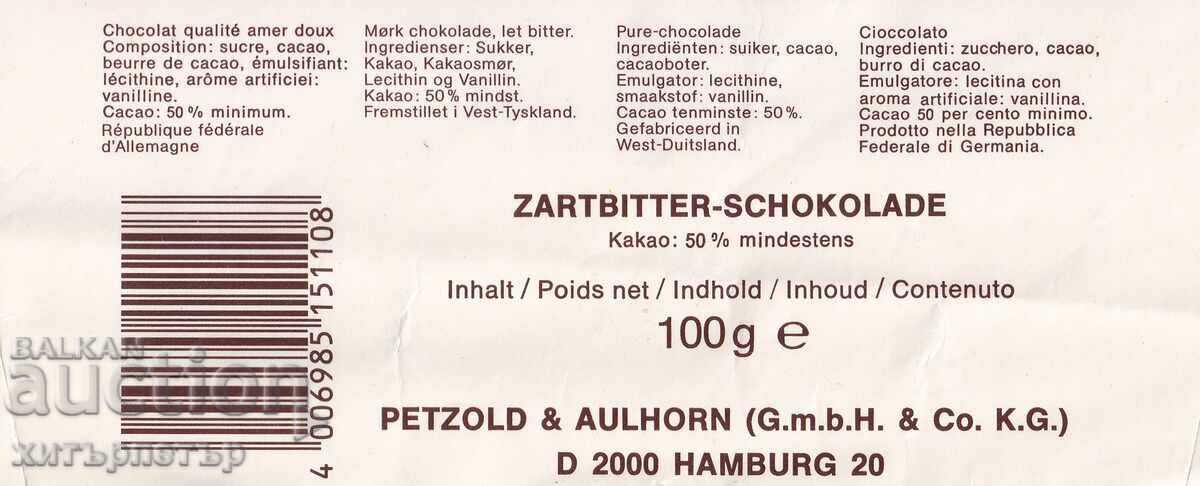 Chocolat qualité amer doux
Composition: sucre, cacao,
beurre de cacao, émulsifiant:
lécithine, arôme artificiei:
vanilline.
Cacao: 50% minimum.
République fédérale
d'Allemagne
Mørk chokolade, let bitter.
Ingredienser: Sukker,
Kakao, Kakaosmør,
Lecithin og Vanillin.
Kakao: 50% mindst.
Fremstillet i Vest-Tyskland.
Pure-chocolade
Ingrediënten: suiker, cacao,
cacaoboter.
Emulgator: lecithine,
smaakstof: vanillin.
Cacao tenminste: 50%.
Gefabriceerd in
West-Duitsland.
Cioccolato
Ingredienti: zucchero, cacao,
burro di cacao.
Emulgatore: lecitina con
aroma artificiale: vanillina.
Cacao 50 per cento minimo.
Prodotto nella Repubblica
Federale di Germania.
ZARTBITTER-SCHOKOLADE
Kakao: 50% mindestens
Inhalt / Poids net / Indhold / Inhoud / Contenuto
100g ℮
PETZOLD & AULHORN (G.m.b.H. & Co. K.G.)
D 2000 HAMBURG 20
4 006985 151108
BALKAN
auction
хитърпетър